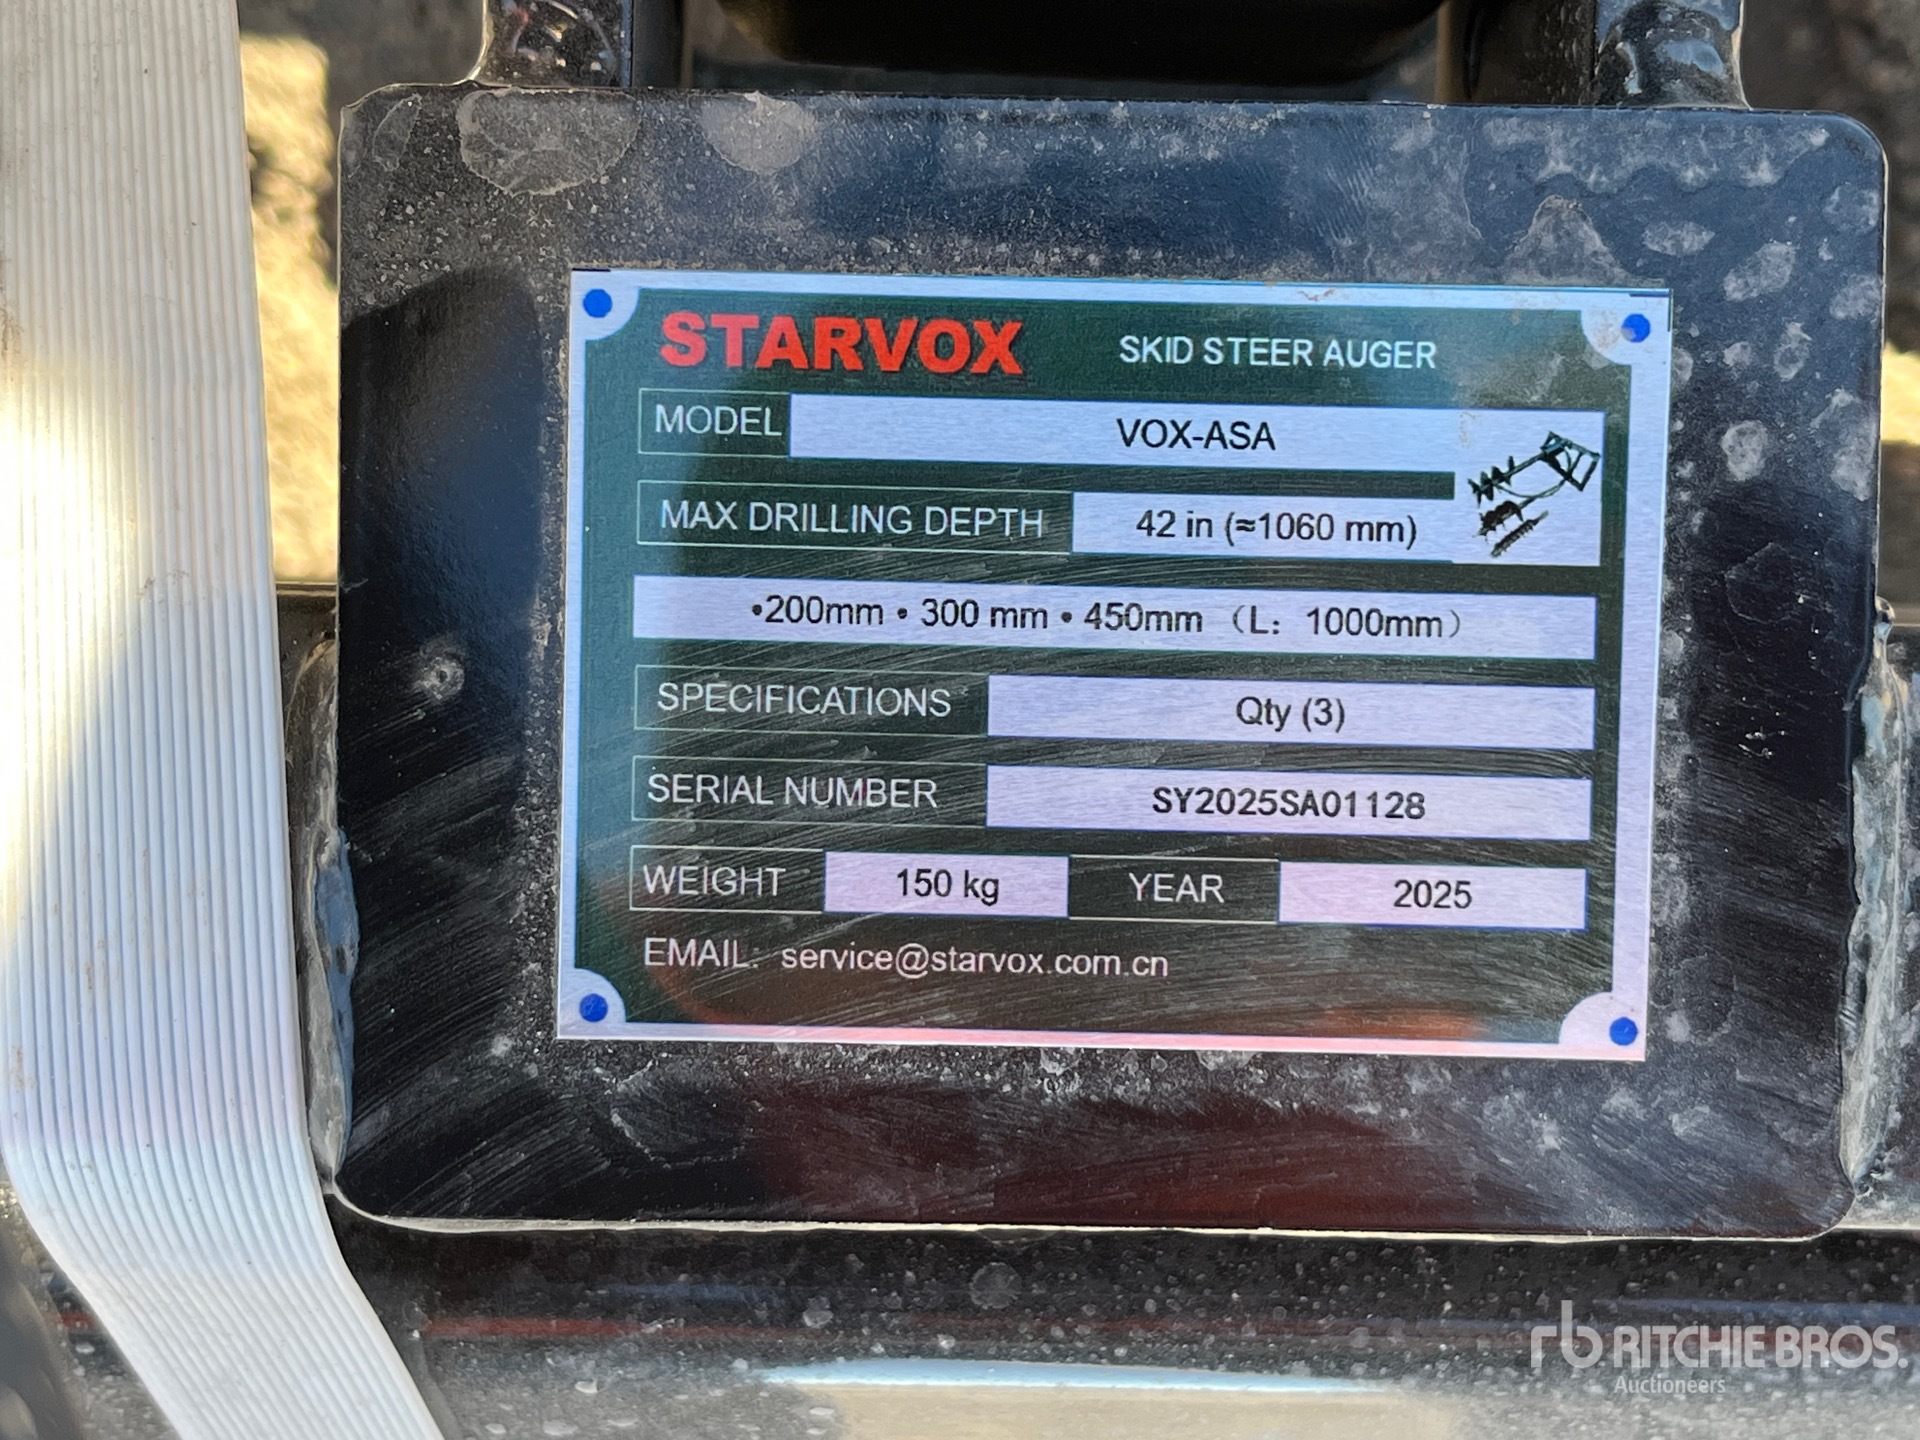 STARVOX SKID STEER AUGER
MODEL VOX-ASA
MAX DRILLING DEPTH 42 in (≈1060 mm)
•200mm • 300 mm • 450mm （L： 1000mm）
SPECIFICATIONS Qty (3)
SERIAL NUMBER SY2025SA01128
WEIGHT 150 kg YEAR 2025
EMAIL: service@starvox.com.cn
rb RITCHIE BROS.
Auctioneers